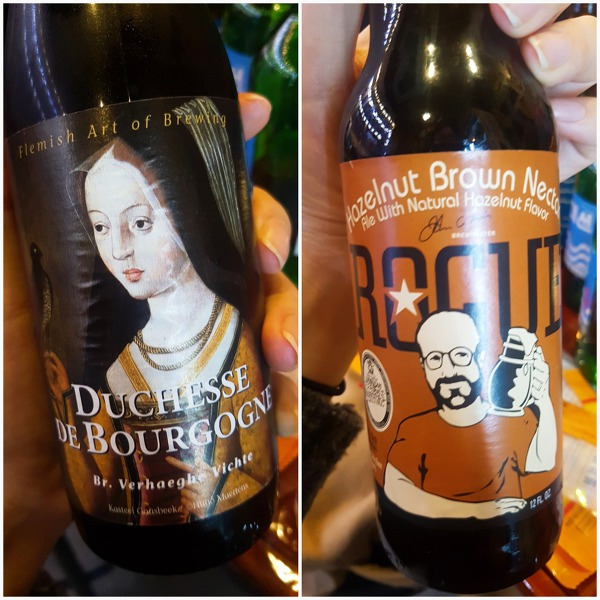 Flemish Art of Brewing
DUCHESSE
DE BOURGOGNE
Br. Verhaeghe Vichte
Hazelnut Brown Necta
Ale With Natural Hazelnut Flavor
ROGUE
12 FL OZ